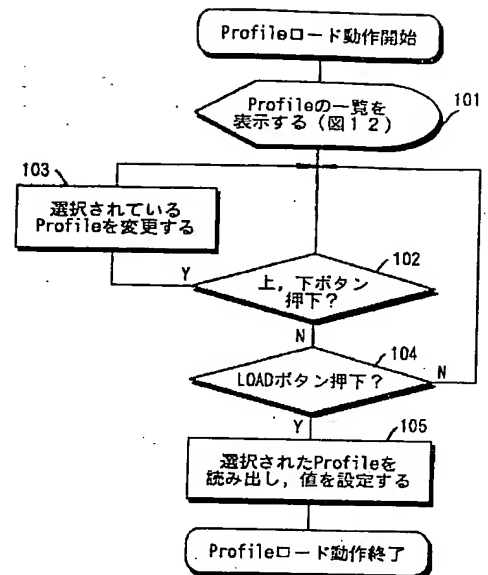 Profileロード動作開始
Profileの一覧を
表示する（図１２）
101
103
選択されている
Profileを変更する
102
上，下ボタン
押下？
Y
N
104
LOADボタン押下？
N
Y
105
選択されたProfileを
読み出し，値を設定する
Profileロード動作終了